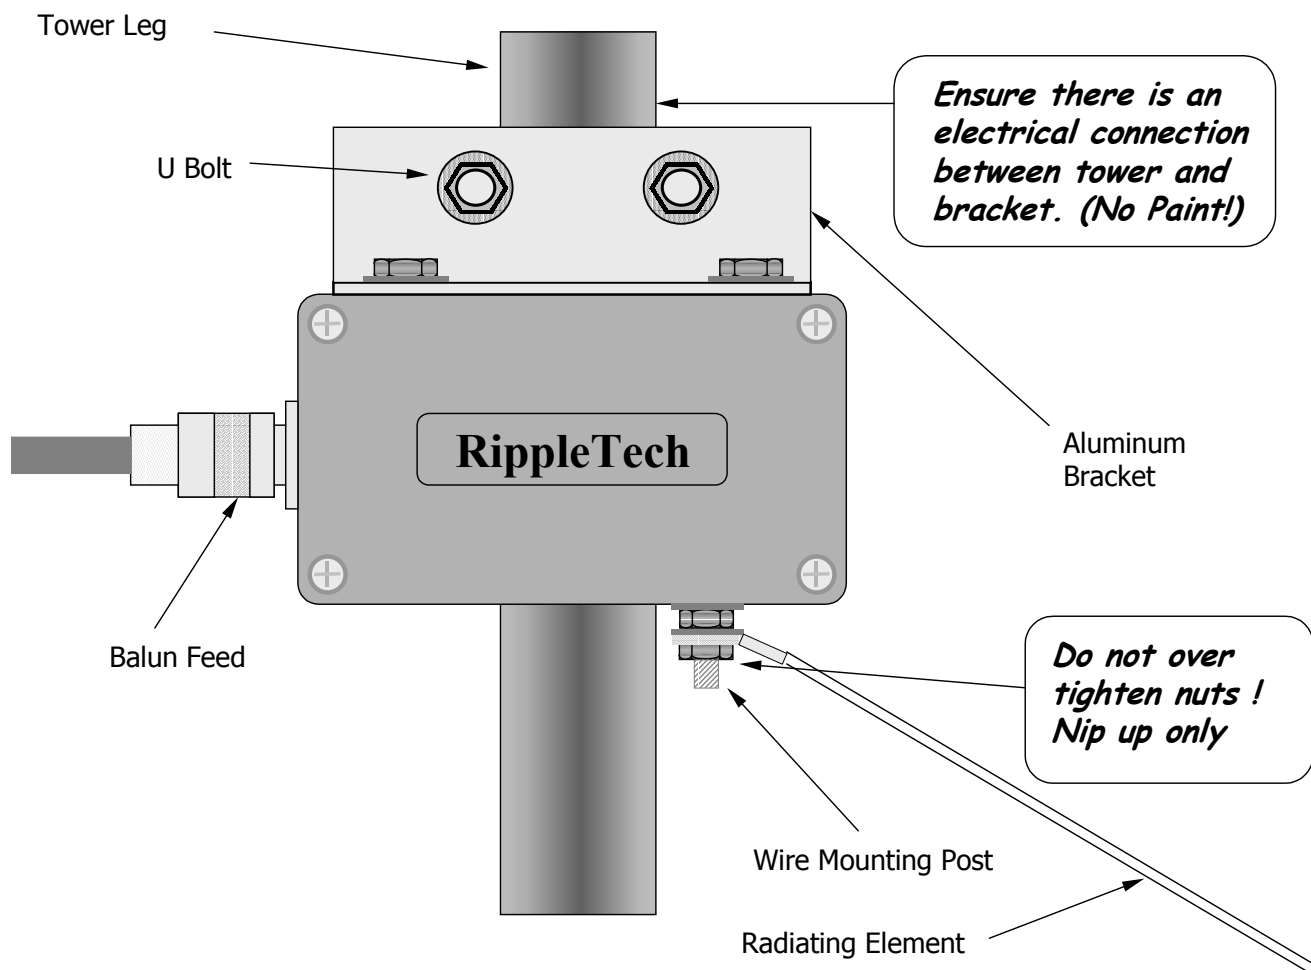 Tower Leg
U Bolt
Ensure there is an
electrical connection
between tower and
bracket. (No Paint!)
Aluminum
Bracket
RippleTech
Balun Feed
Do not over
tighten nuts !
Nip up only
Wire Mounting Post
Radiating Element